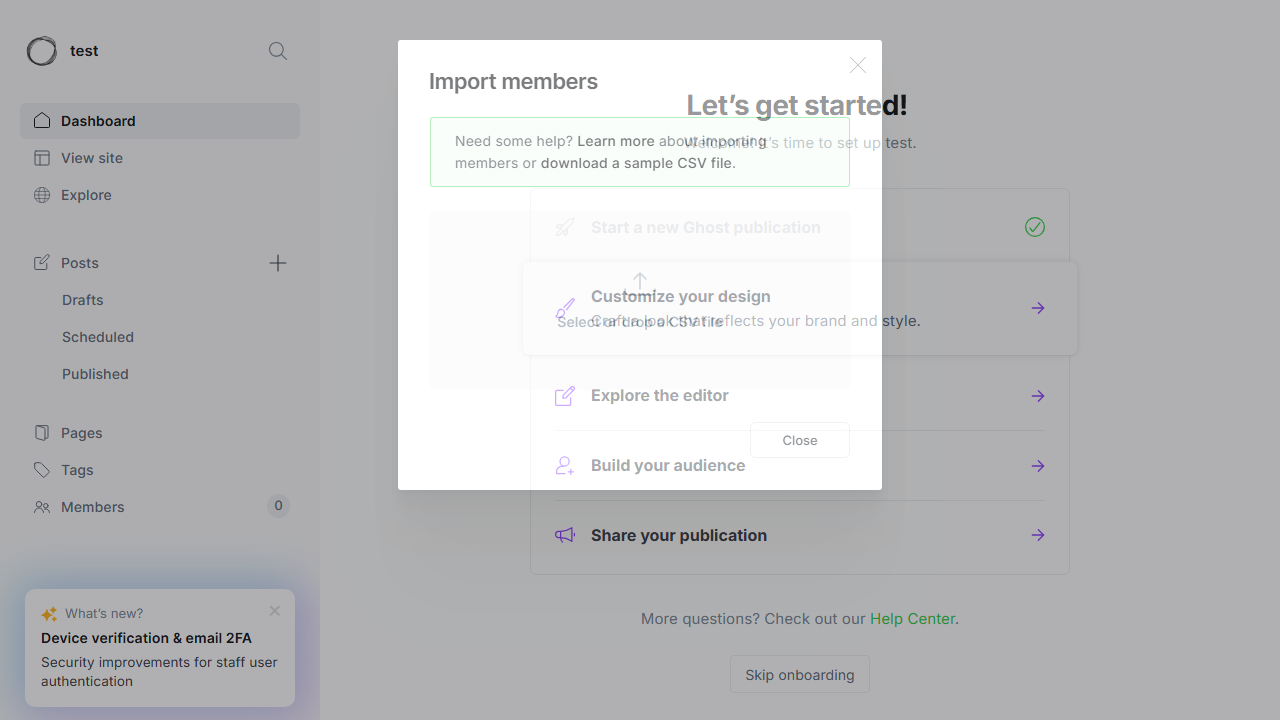 test
Dashboard
View site
Explore
Posts
Drafts
Scheduled
Published
Pages
Tags
Members
0
What's new?
Device verification & email 2FA
Security improvements for staff user
authentication
Import members
Need some help? Learn more about importing
members or download a sample CSV file.
Select or drop a CSV file
Close
Let's get started!
Welcome! It's time to set up test.
Start a new Ghost publication
Customize your design
Craft a look that reflects your brand and style.
Explore the editor
Build your audience
Share your publication
More questions? Check out our Help Center.
Skip onboarding